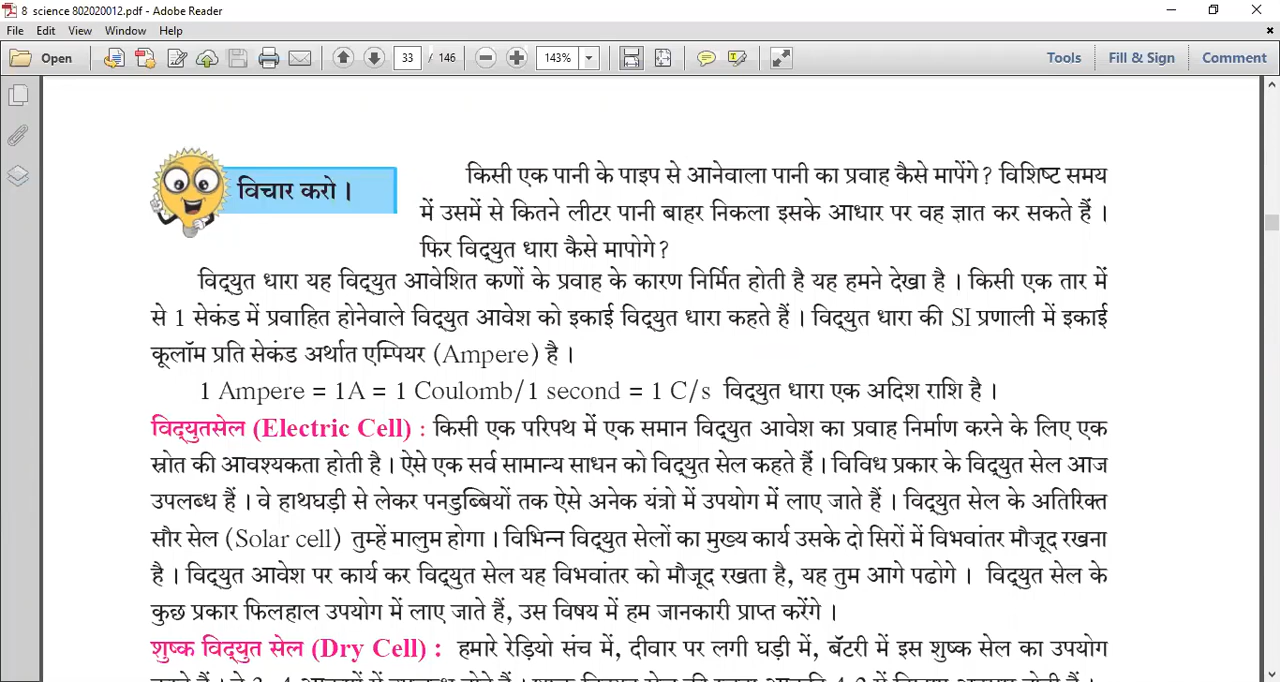 8 science 802020012.pdf - Adobe Reader
File Edit View Window Help
Open 33 / 146 143% Tools Fill & Sign Comment
विचार करो ।
किसी एक पानी के पाइप से आनेवाला पानी का प्रवाह कैसे मापेंगे ? विशिष्ट समय
में उसमें से कितने लीटर पानी बाहर निकला इसके आधार पर वह ज्ञात कर सकते हैं ।
फिर विद्युत धारा कैसे मापोगे ?
विद्युत धारा यह विद्युत आवेशित कणों के प्रवाह के कारण निर्मित होती है यह हमने देखा है । किसी एक तार में
से 1 सेकंड में प्रवाहित होनेवाले विद्युत आवेश को इकाई विद्युत धारा कहते हैं । विद्युत धारा की SI प्रणाली में इकाई
कूलॉम प्रति सेकंड अर्थात एम्पियर (Ampere) है ।
1 Ampere = 1A = 1 Coulomb/1 second = 1 C/s विद्युत धारा एक अदिश राशि है ।
विद्युतसेल (Electric Cell) : किसी एक परिपथ में एक समान विद्युत आवेश का प्रवाह निर्माण करने के लिए एक
स्रोत की आवश्यकता होती है । ऐसे एक सर्व सामान्य साधन को विद्युत सेल कहते हैं । विविध प्रकार के विद्युत सेल आज
उपलब्ध हैं । वे हाथघड़ी से लेकर पनडुब्बियों तक ऐसे अनेक यंत्रो में उपयोग में लाए जाते हैं । विद्युत सेल के अतिरिक्त
सौर सेल (Solar cell) तुम्हें मालुम होगा । विभिन्न विद्युत सेलों का मुख्य कार्य उसके दो सिरों में विभवांतर मौजूद रखना
है । विद्युत आवेश पर कार्य कर विद्युत सेल यह विभवांतर को मौजूद रखता है, यह तुम आगे पढोगे । विद्युत सेल के
कुछ प्रकार फिलहाल उपयोग में लाए जाते हैं, उस विषय में हम जानकारी प्राप्त करेंगे ।
शुष्क विद्युत सेल (Dry Cell) : हमारे रेड़ियो संच में, दीवार पर लगी घड़ी में, बॅटरी में इस शुष्क सेल का उपयोग